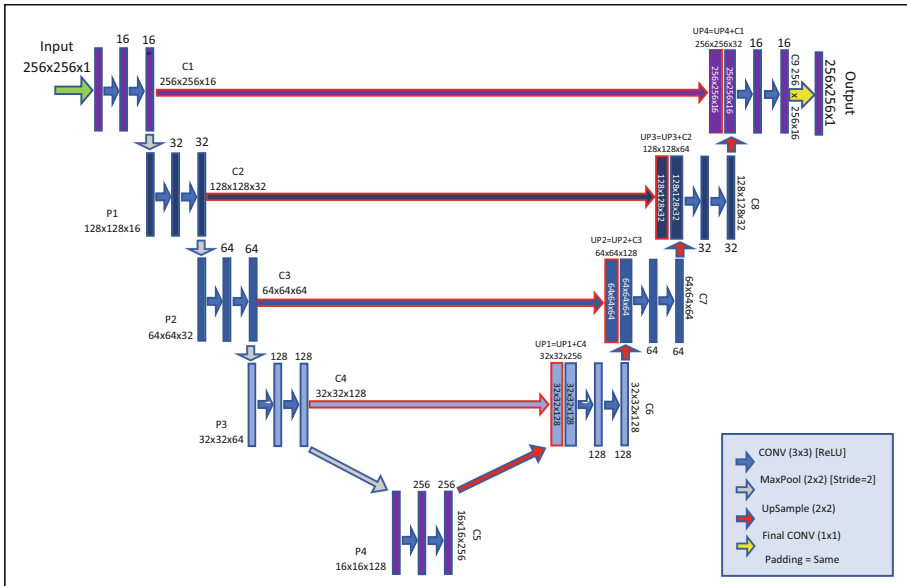 Input
256x256x1
16
16
C1
256x256x16
UP4=UP4+C1
256x256x32
256x256x16
256x256x16
16
16
C9 256 x 256x16
Output
256x256x1
32
32
C2
128x128x32
P1
128x128x16
UP3=UP3+C2
128x128x64
128x128x32
128x128x32
32
32
C8
128x128x32
64
64
C3
64x64x64
P2
64x64x32
UP2=UP2+C3
64x64x128
64x64x64
64x64x64
64
64
C7
64x64x64
128
128
C4
32x32x128
P3
32x32x64
UP1=UP1+C4
32x32x256
32x32x128
32x32x128
128
128
C6
32x32x128
256
256
C5
16x16x256
P4
16x16x128
CONV (3x3) [ReLU]
MaxPool (2x2) [Stride=2]
UpSample (2x2)
Final CONV (1x1)
Padding = Same